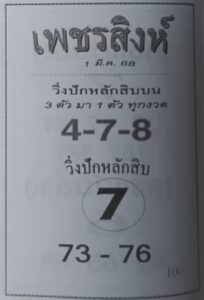 เพชรสิงห์
1 มี.ค. 68
วิ่งปักหลักสิบบน
3 ตัว มา 1 ตัว ทุกงวด
4-7-8
วิ่งปักหลักสิบ
7
73 - 76
100